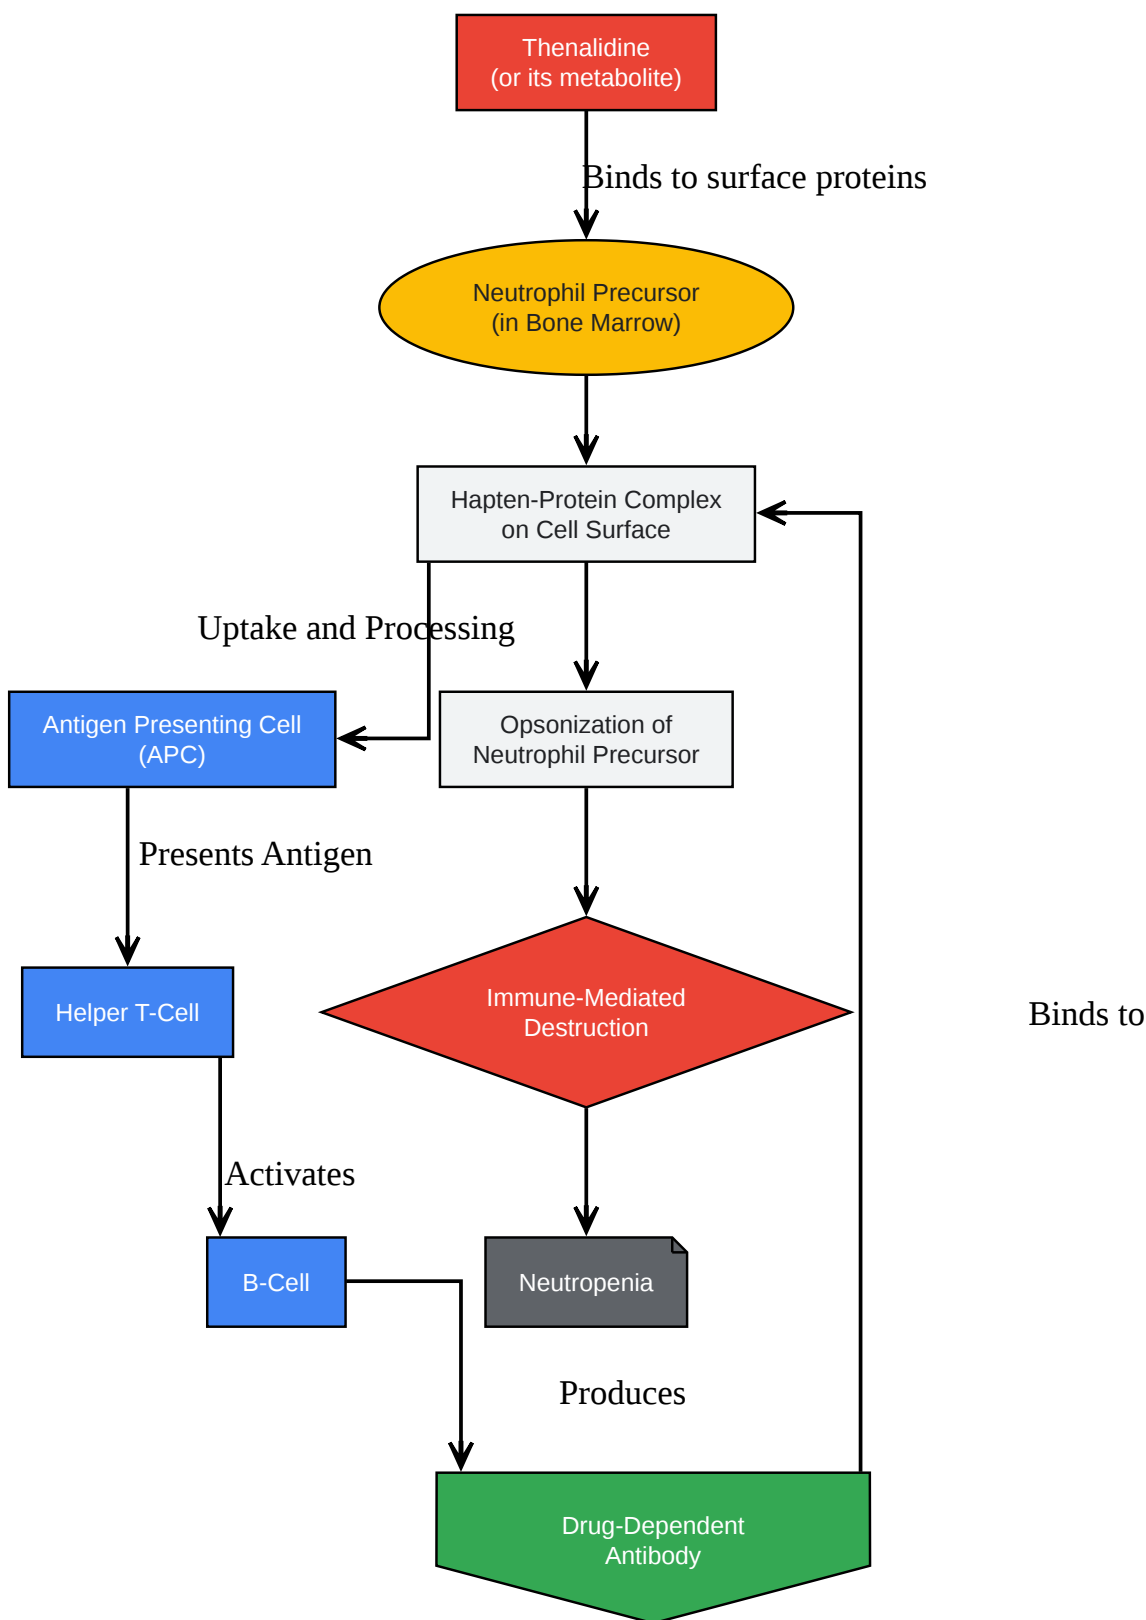 Thenalidine
(or its metabolite)
Binds to surface proteins
Neutrophil Precursor
(in Bone Marrow)
Hapten-Protein Complex
on Cell Surface
Uptake and Processing
Antigen Presenting Cell
(APC)
Opsonization of
Neutrophil Precursor
Presents Antigen
Helper T-Cell
Immune-Mediated
Destruction
Binds to
Activates
B-Cell
Neutropenia
Produces
Drug-Dependent
Antibody